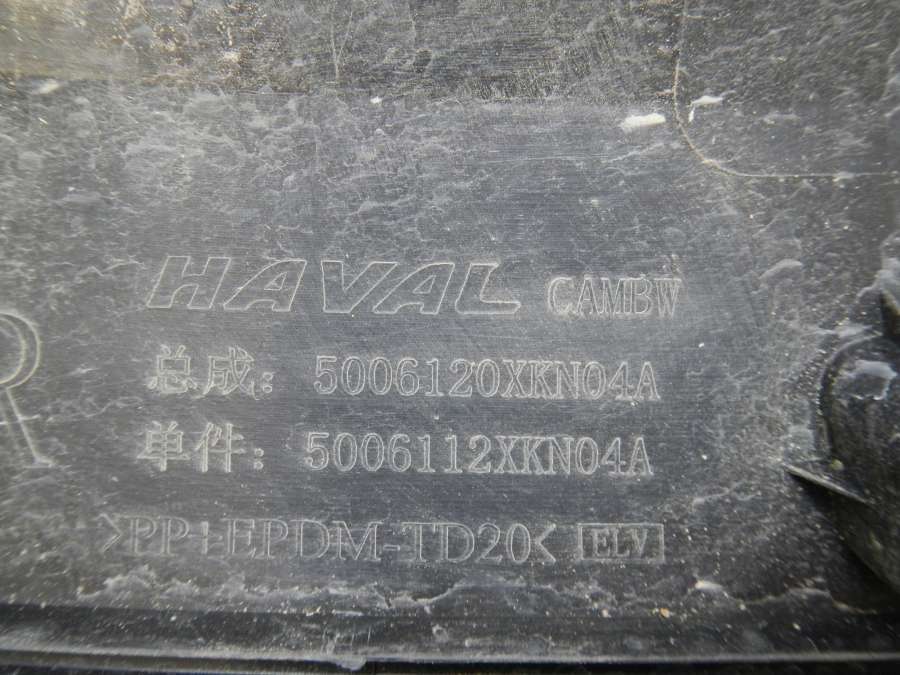 HAVAL CAMBW
总成: 5006120XKN04A
单件: 5006112XKN04A
>PP+EPDM-TD20< ELV
R